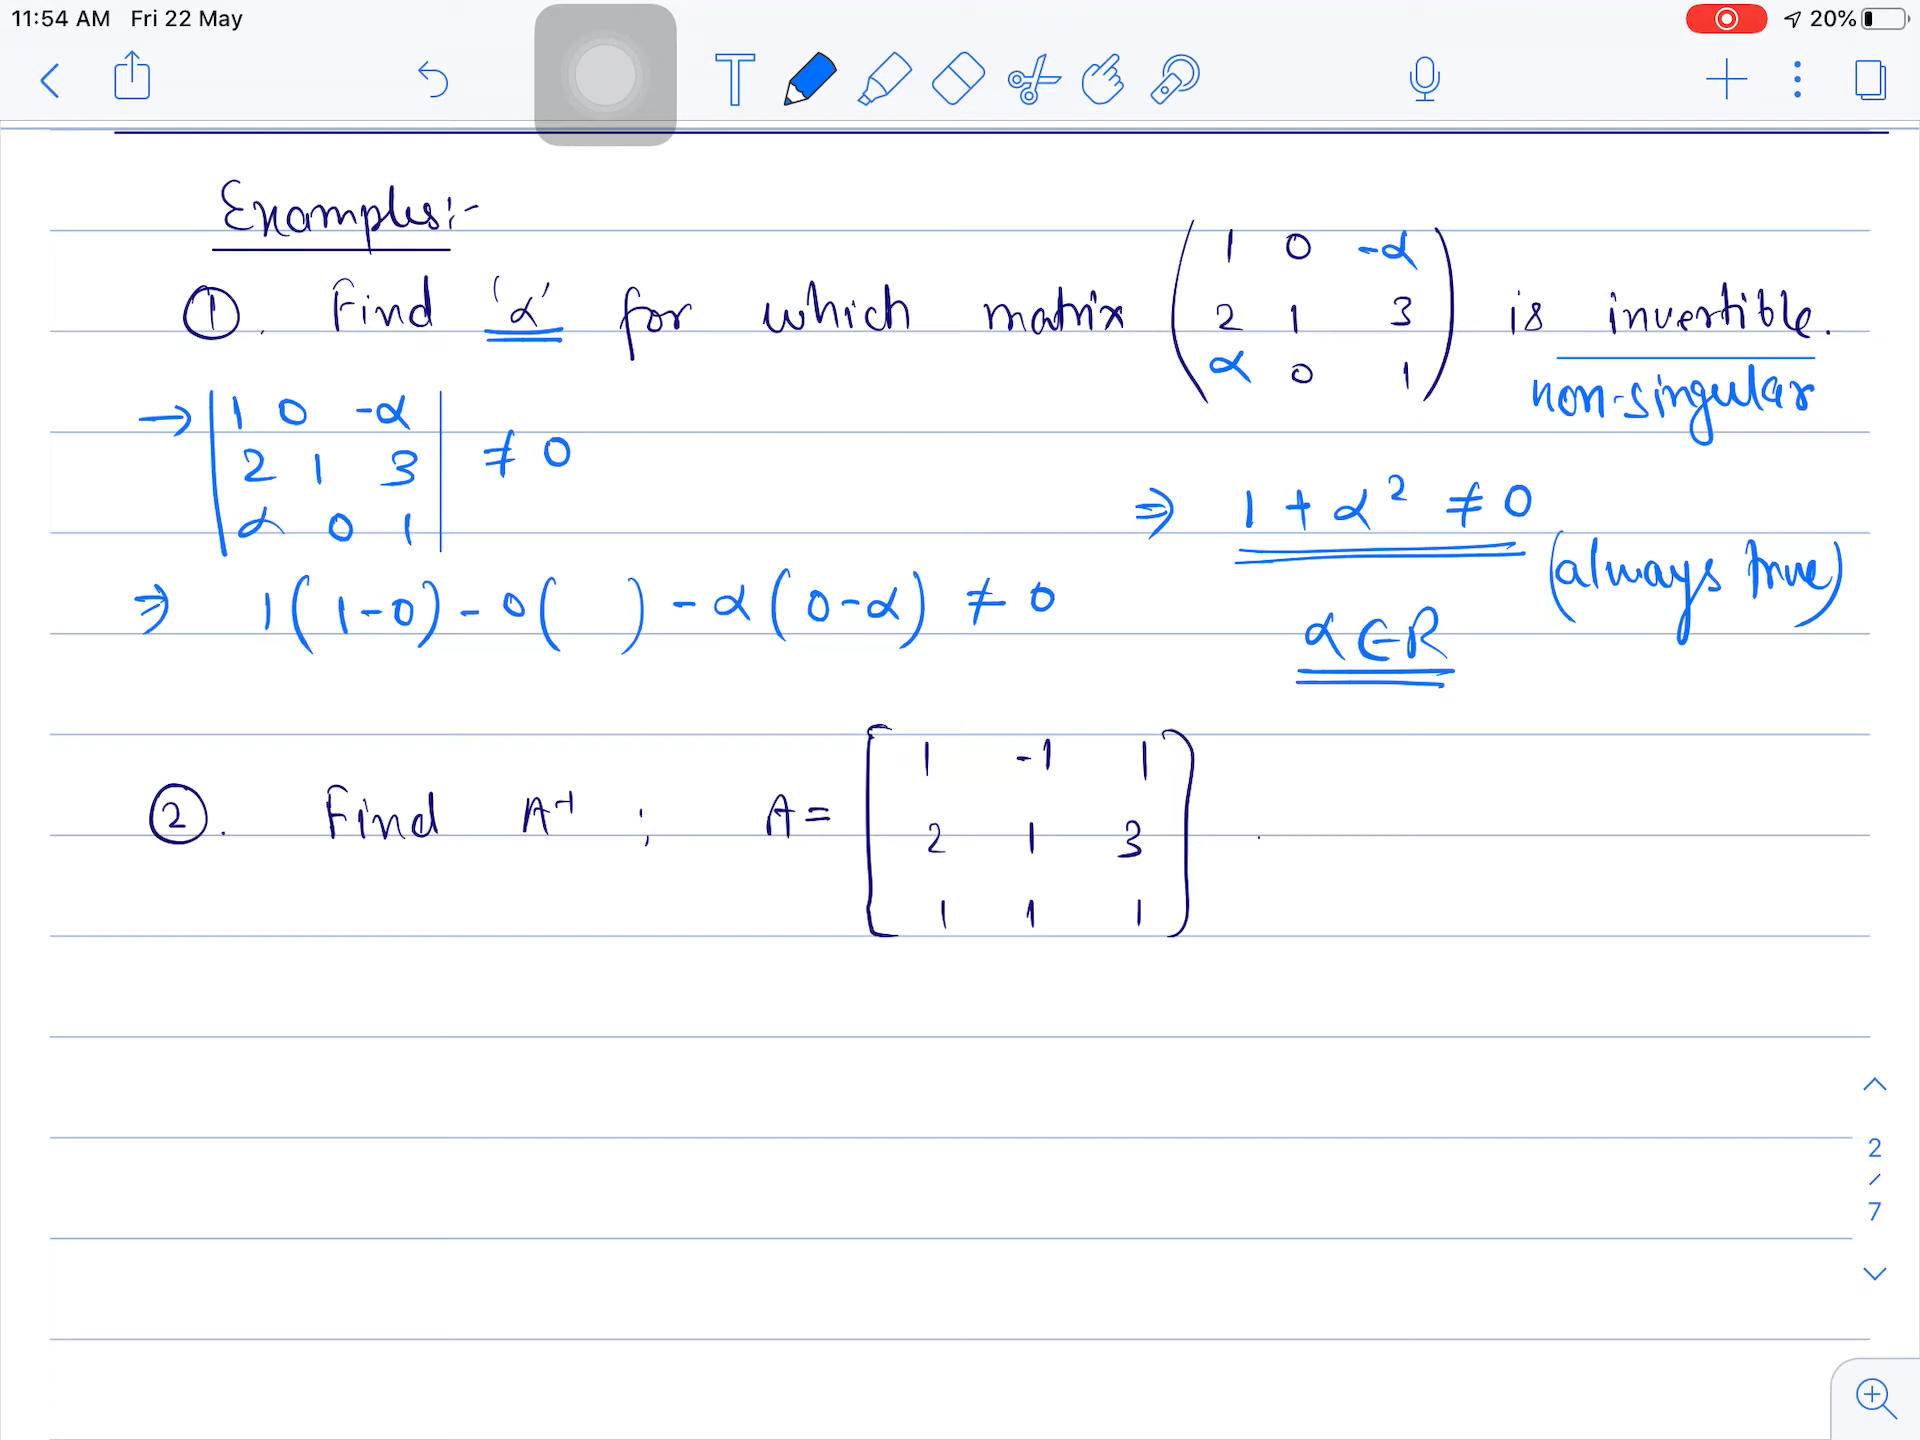 11:54 AM Fri 22 May 20%
T
Examples:-
①. Find 'α' for which matrix (1 0 -α is invertible.
2 1 3
α 0 1)
non-singular
→ |1 0 -α
2 1 3
α 0 1| ≠ 0
⇒ 1(1-0) - 0( ) - α(0-α) ≠ 0
⇒ 1 + α² ≠ 0
(always true)
α ∈ R
②. Find A⁻¹ ; A = [1 -1 1
2 1 3
1 1 1]
2
/
7